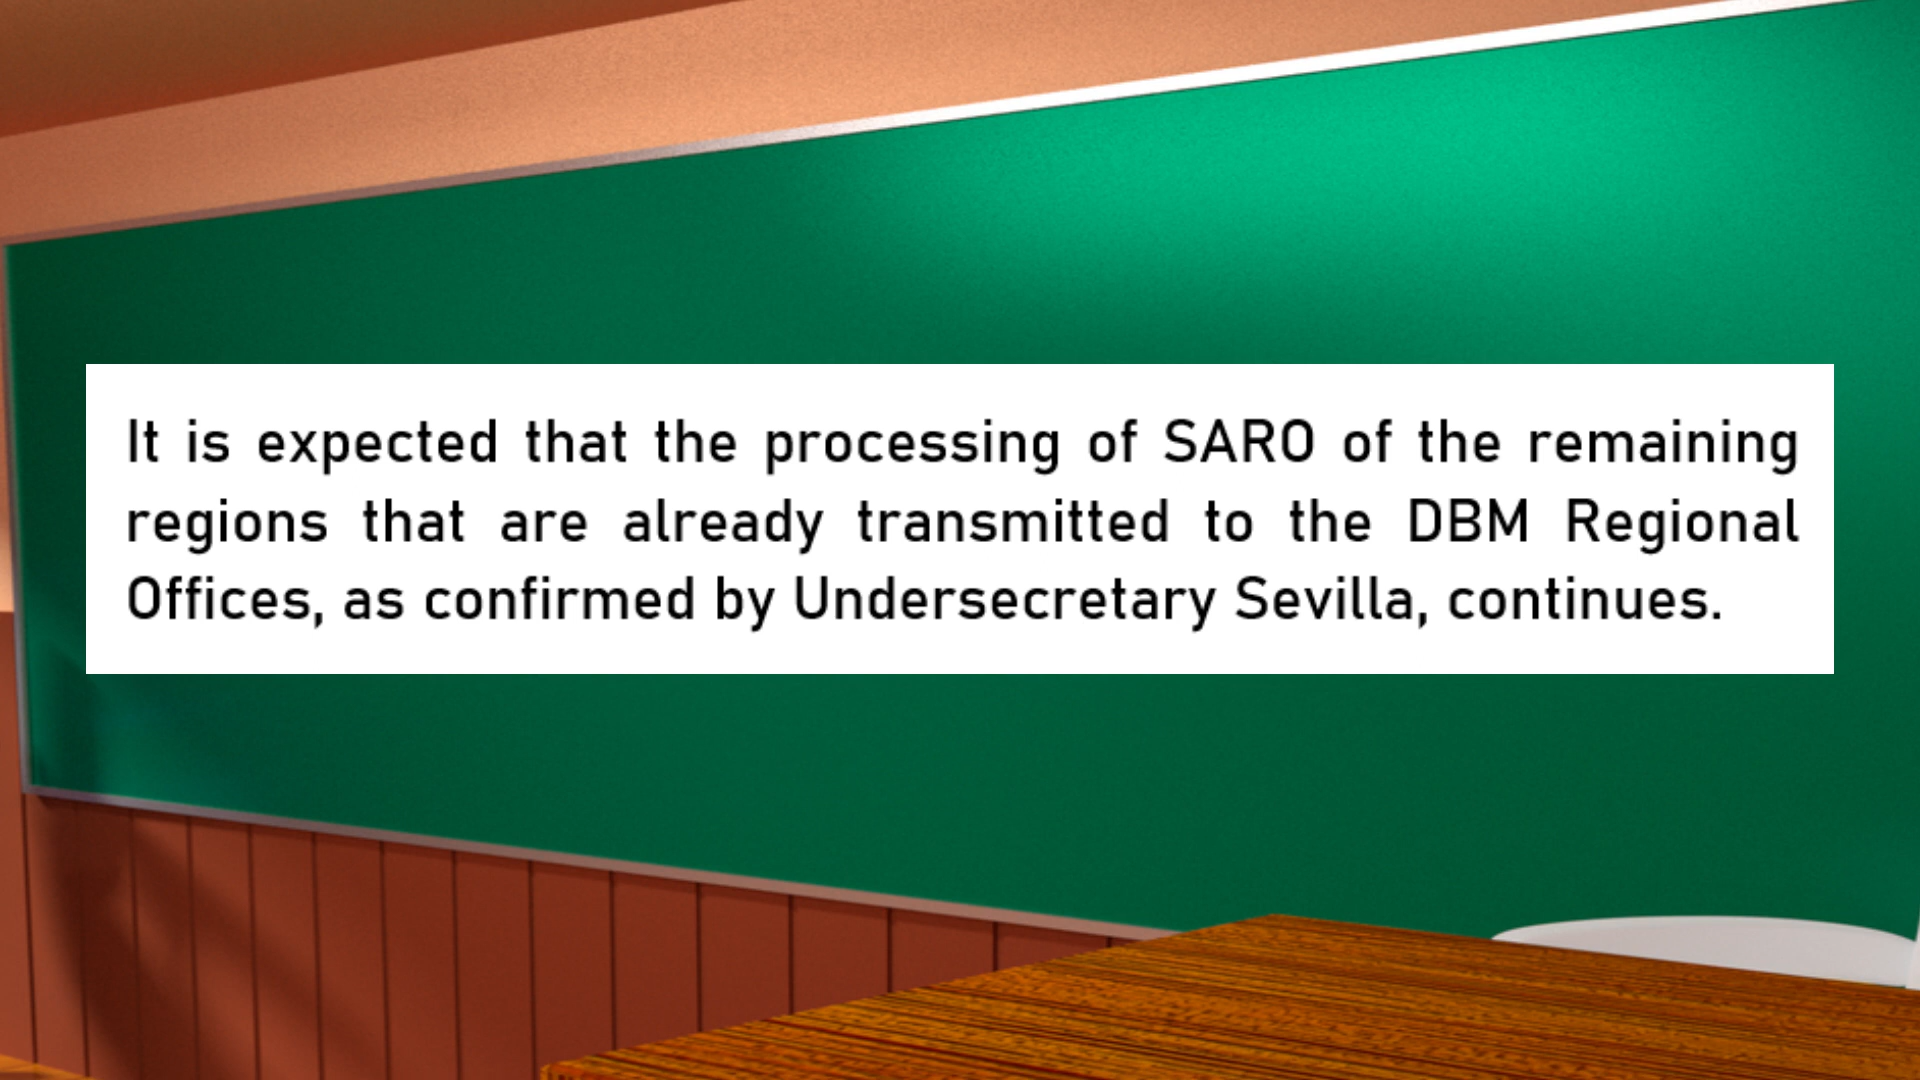 It is expected that the processing of SARO of the remaining
regions that are already transmitted to the DBM Regional
Offices, as confirmed by Undersecretary Sevilla, continues.